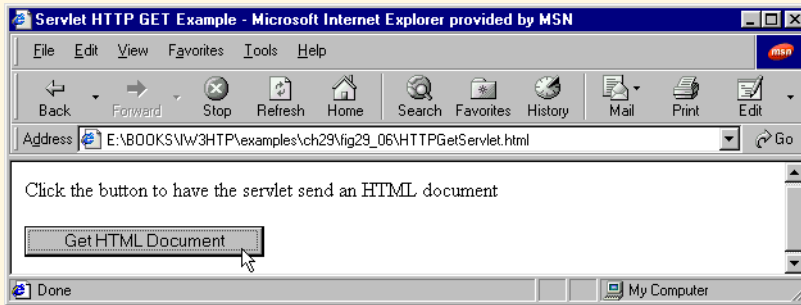 Servlet HTTP GET Example - Microsoft Internet Explorer provided by MSN
File Edit View Favorites Tools Help
msn
Back Forward Stop Refresh Home Search Favorites History Mail Print Edit
Address E:\BOOKS\IW3HTP\examples\ch29\fig29_06\HTTPGetServlet.html Go
Click the button to have the servlet send an HTML document
Get HTML Document
Done My Computer